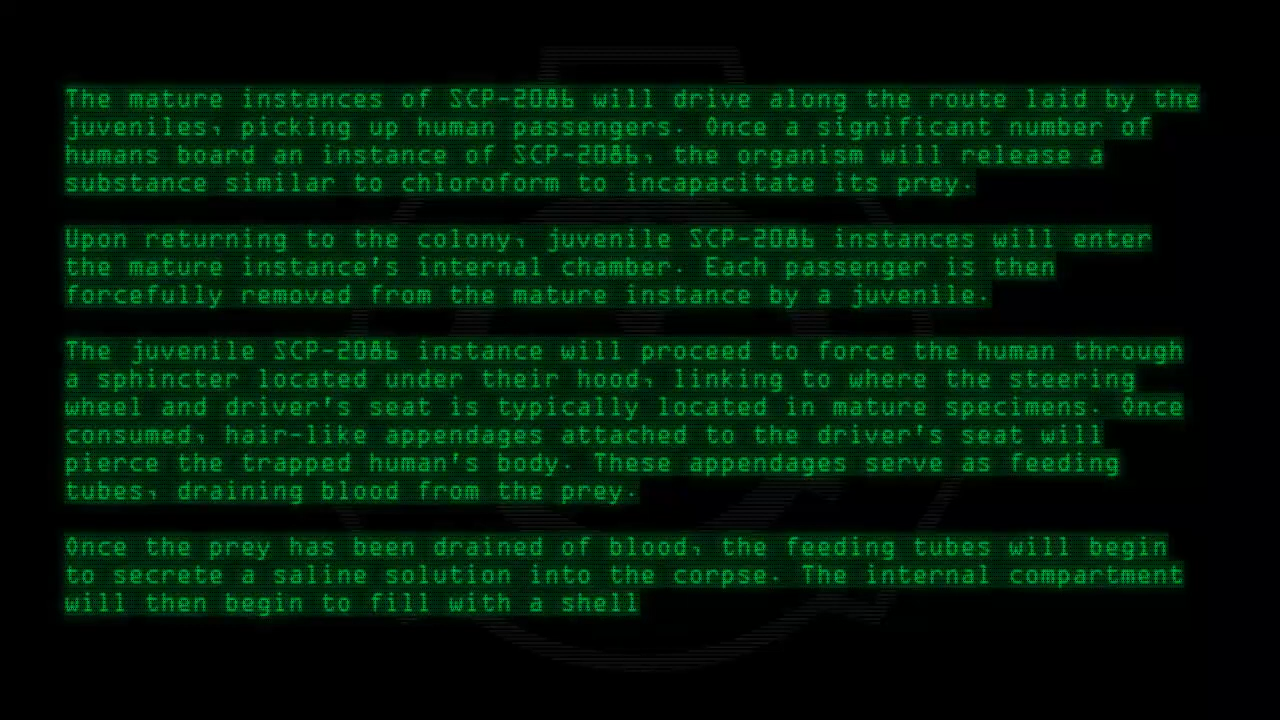 The mature instances of SCP-2086 will drive along the route laid by the
juveniles, picking up human passengers. Once a significant number of
humans board an instance of SCP-2086, the organism will release a
substance similar to chloroform to incapacitate its prey.
Upon returning to the colony, juvenile SCP-2086 instances will enter
the mature instance's internal chamber. Each passenger is then
forcefully removed from the mature instance by a juvenile.
The juvenile SCP-2086 instance will proceed to force the human through
a sphincter located under their hood, linking to where the steering
wheel and driver's seat is typically located in mature specimens. Once
consumed, hair-like appendages attached to the driver's seat will
pierce the trapped human's body. These appendages serve as feeding
tubes, draining blood from the prey.
Once the prey has been drained of blood, the feeding tubes will begin
to secrete a saline solution into the corpse. The internal compartment
will then begin to fill with a shell